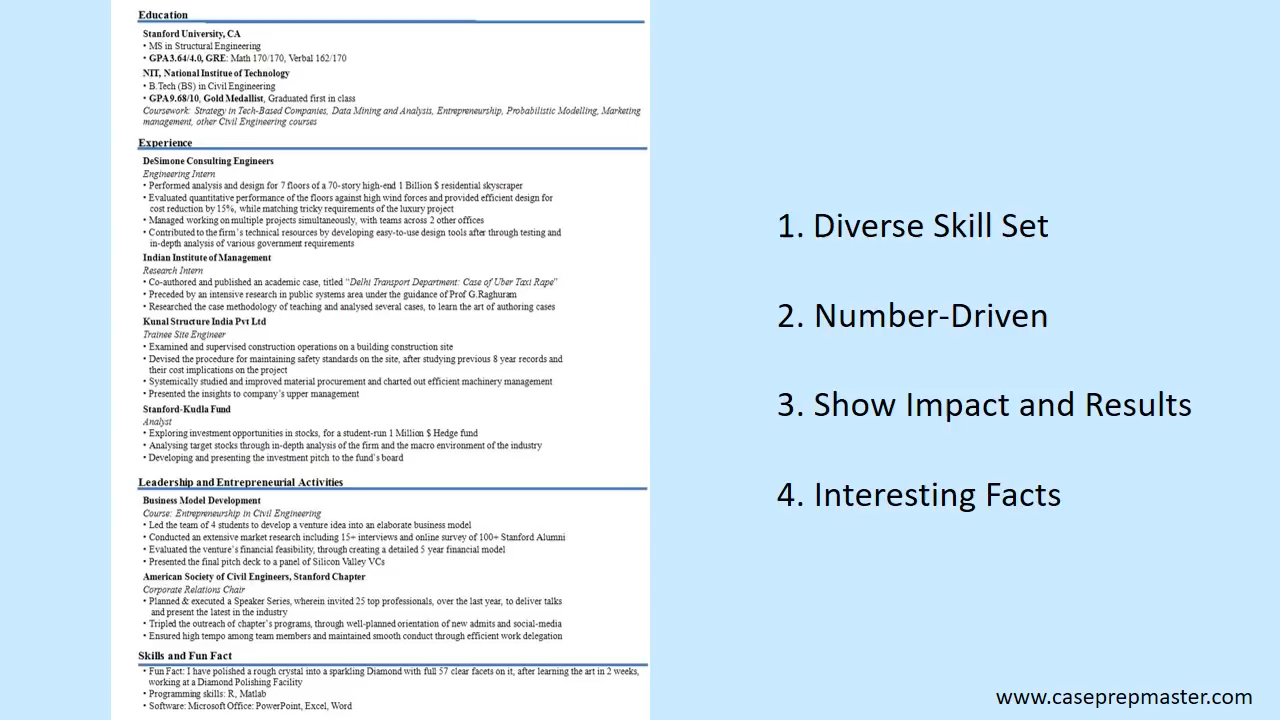 Education
Stanford University, CA
• MS in Structural Engineering
• GPA3.64/4.0, GRE: Math 170/170, Verbal 162/170
NIT, National Institue of Technology
• B.Tech (BS) in Civil Engineering
• GPA9.68/10, Gold Medallist, Graduated first in class
Coursework: Strategy in Tech-Based Companies, Data Mining and Analysis, Entrepreneurship, Probabilistic Modelling, Marketing
management, other Civil Engineering courses
Experience
DeSimone Consulting Engineers
Engineering Intern
• Performed analysis and design for 7 floors of a 70-story high-end 1 Billion $ residential skyscraper
• Evaluated quantitative performance of the floors against high wind forces and provided efficient design for
cost reduction by 15%, while matching tricky requirements of the luxury project
• Managed working on multiple projects simultaneously, with teams across 2 other offices
• Contributed to the firm's technical resources by developing easy-to-use design tools after through testing and
in-depth analysis of various government requirements
Indian Institute of Management
Research Intern
• Co-authored and published an academic case, titled “Delhi Transport Department: Case of Uber Taxi Rape”
• Preceded by an intensive research in public systems area under the guidance of Prof G.Raghuram
• Researched the case methodology of teaching and analysed several cases, to learn the art of authoring cases
Kunal Structure India Pvt Ltd
Trainee Site Engineer
• Examined and supervised construction operations on a building construction site
• Devised the procedure for maintaining safety standards on the site, after studying previous 8 year records and
their cost implications on the project
• Systemically studied and improved material procurement and charted out efficient machinery management
• Presented the insights to company's upper management
Stanford-Kudla Fund
Analyst
• Exploring investment opportunities in stocks, for a student-run 1 Million $ Hedge fund
• Analysing target stocks through in-depth analysis of the firm and the macro environment of the industry
• Developing and presenting the investment pitch to the fund's board
Leadership and Entrepreneurial Activities
Business Model Development
Course: Entrepreneurship in Civil Engineering
• Led the team of 4 students to develop a venture idea into an elaborate business model
• Conducted an extensive market research including 15+ interviews and online survey of 100+ Stanford Alumni
• Evaluated the venture's financial feasibility, through creating a detailed 5 year financial model
• Presented the final pitch deck to a panel of Silicon Valley VCs
American Society of Civil Engineers, Stanford Chapter
Corporate Relations Chair
• Planned & executed a Speaker Series, wherein invited 25 top professionals, over the last year, to deliver talks
and present the latest in the industry
• Tripled the outreach of chapter's programs, through well-planned orientation of new admits and social-media
• Ensured high tempo among team members and maintained smooth conduct through efficient work delegation
Skills and Fun Fact
• Fun Fact: I have polished a rough crystal into a sparkling Diamond with full 57 clear facets on it, after learning the art in 2 weeks,
working at a Diamond Polishing Facility
• Programming skills: R, Matlab
• Software: Microsoft Office: PowerPoint, Excel, Word
1. Diverse Skill Set
2. Number-Driven
3. Show Impact and Results
4. Interesting Facts
www.caseprepmaster.com